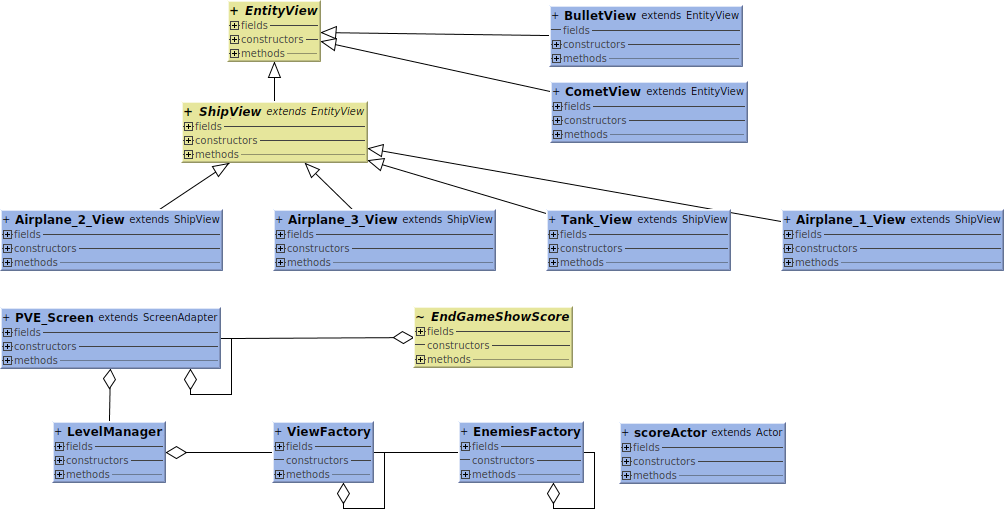 + EntityView
fields
constructors
methods
+ BulletView extends EntityView
fields
constructors
methods
+ CometView extends EntityView
fields
constructors
methods
+ ShipView extends EntityView
fields
constructors
methods
+ Airplane_2_View extends ShipView
fields
constructors
methods
+ Airplane_3_View extends ShipView
fields
constructors
methods
+ Tank_View extends ShipView
fields
constructors
methods
+ Airplane_1_View extends ShipView
fields
constructors
methods
+ PVE_Screen extends ScreenAdapter
fields
constructors
methods
~ EndGameShowScore
fields
constructors
methods
+ LevelManager
fields
constructors
methods
+ ViewFactory
fields
constructors
methods
+ EnemiesFactory
fields
constructors
methods
+ scoreActor extends Actor
fields
constructors
methods